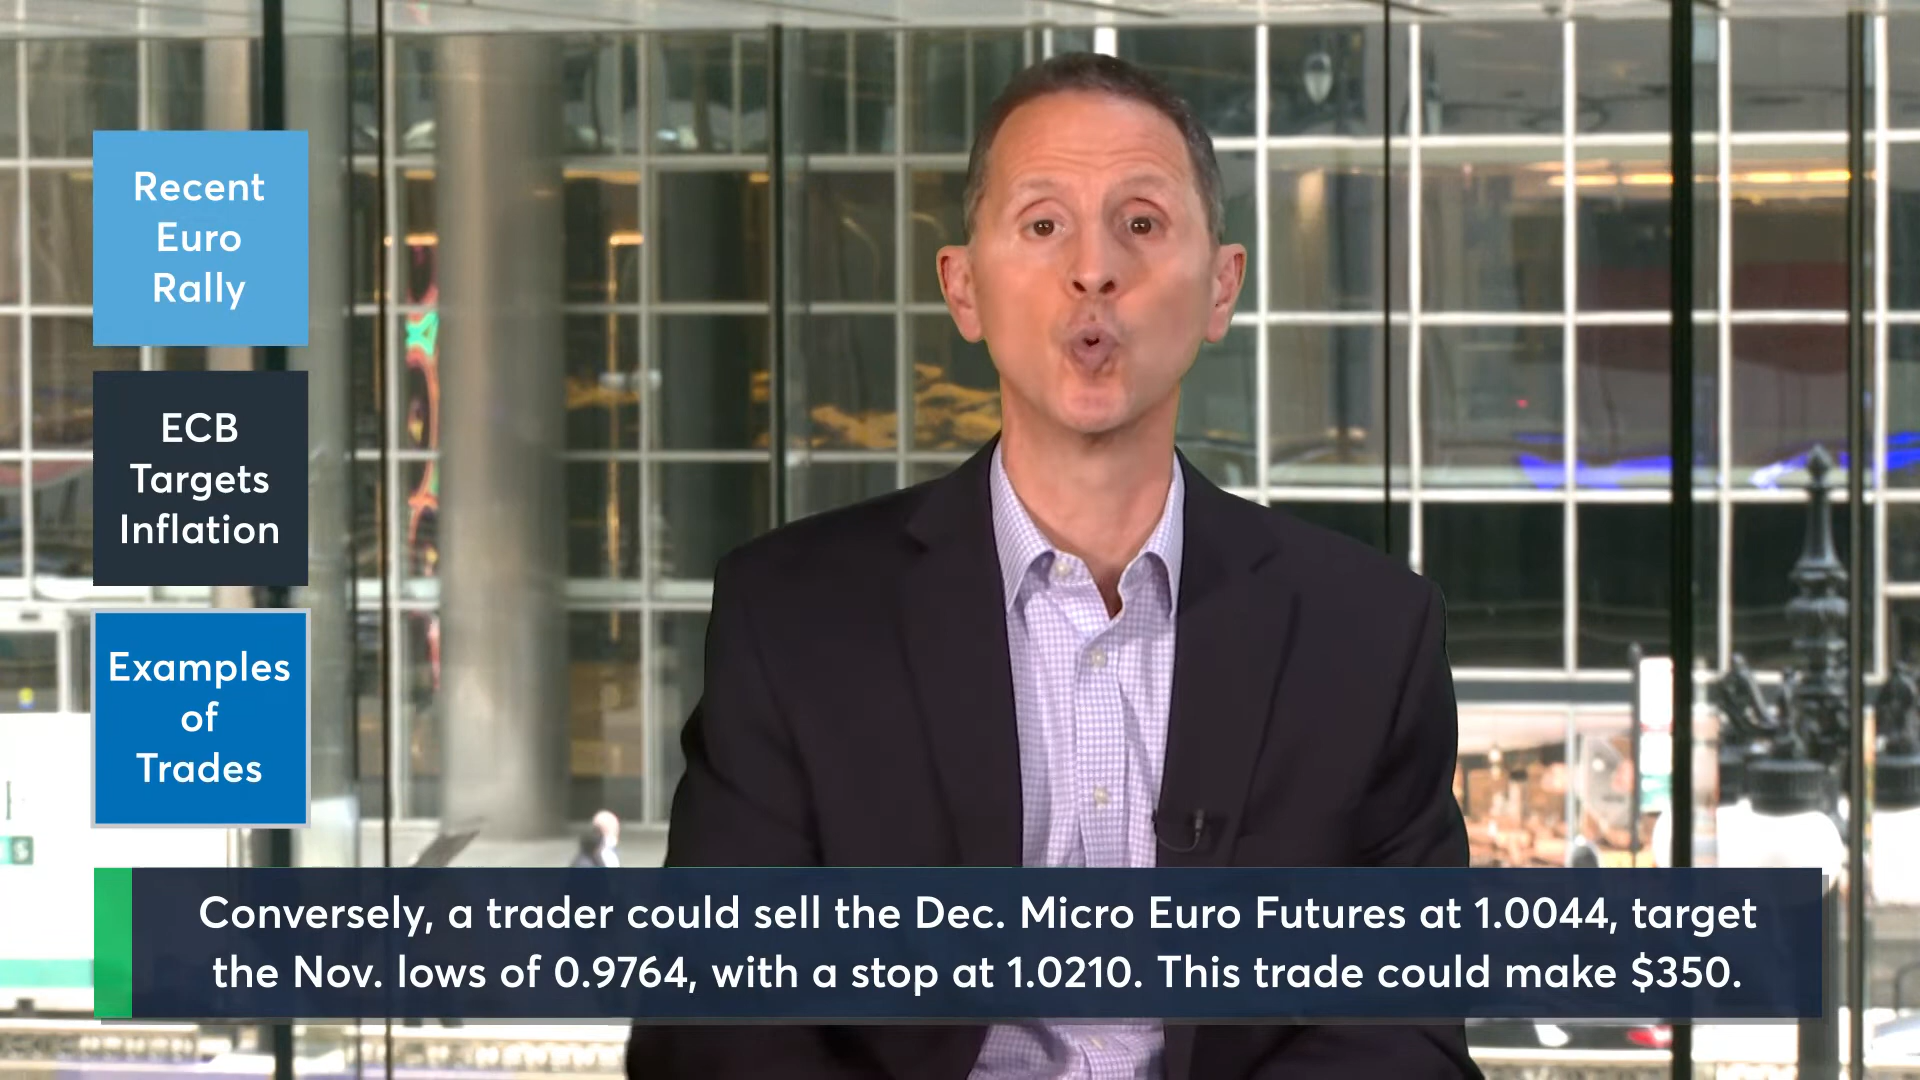 Recent
Euro
Rally
ECB
Targets
Inflation
Examples
of
Trades
Conversely, a trader could sell the Dec. Micro Euro Futures at 1.0044, target
the Nov. lows of 0.9764, with a stop at 1.0210. This trade could make $350.